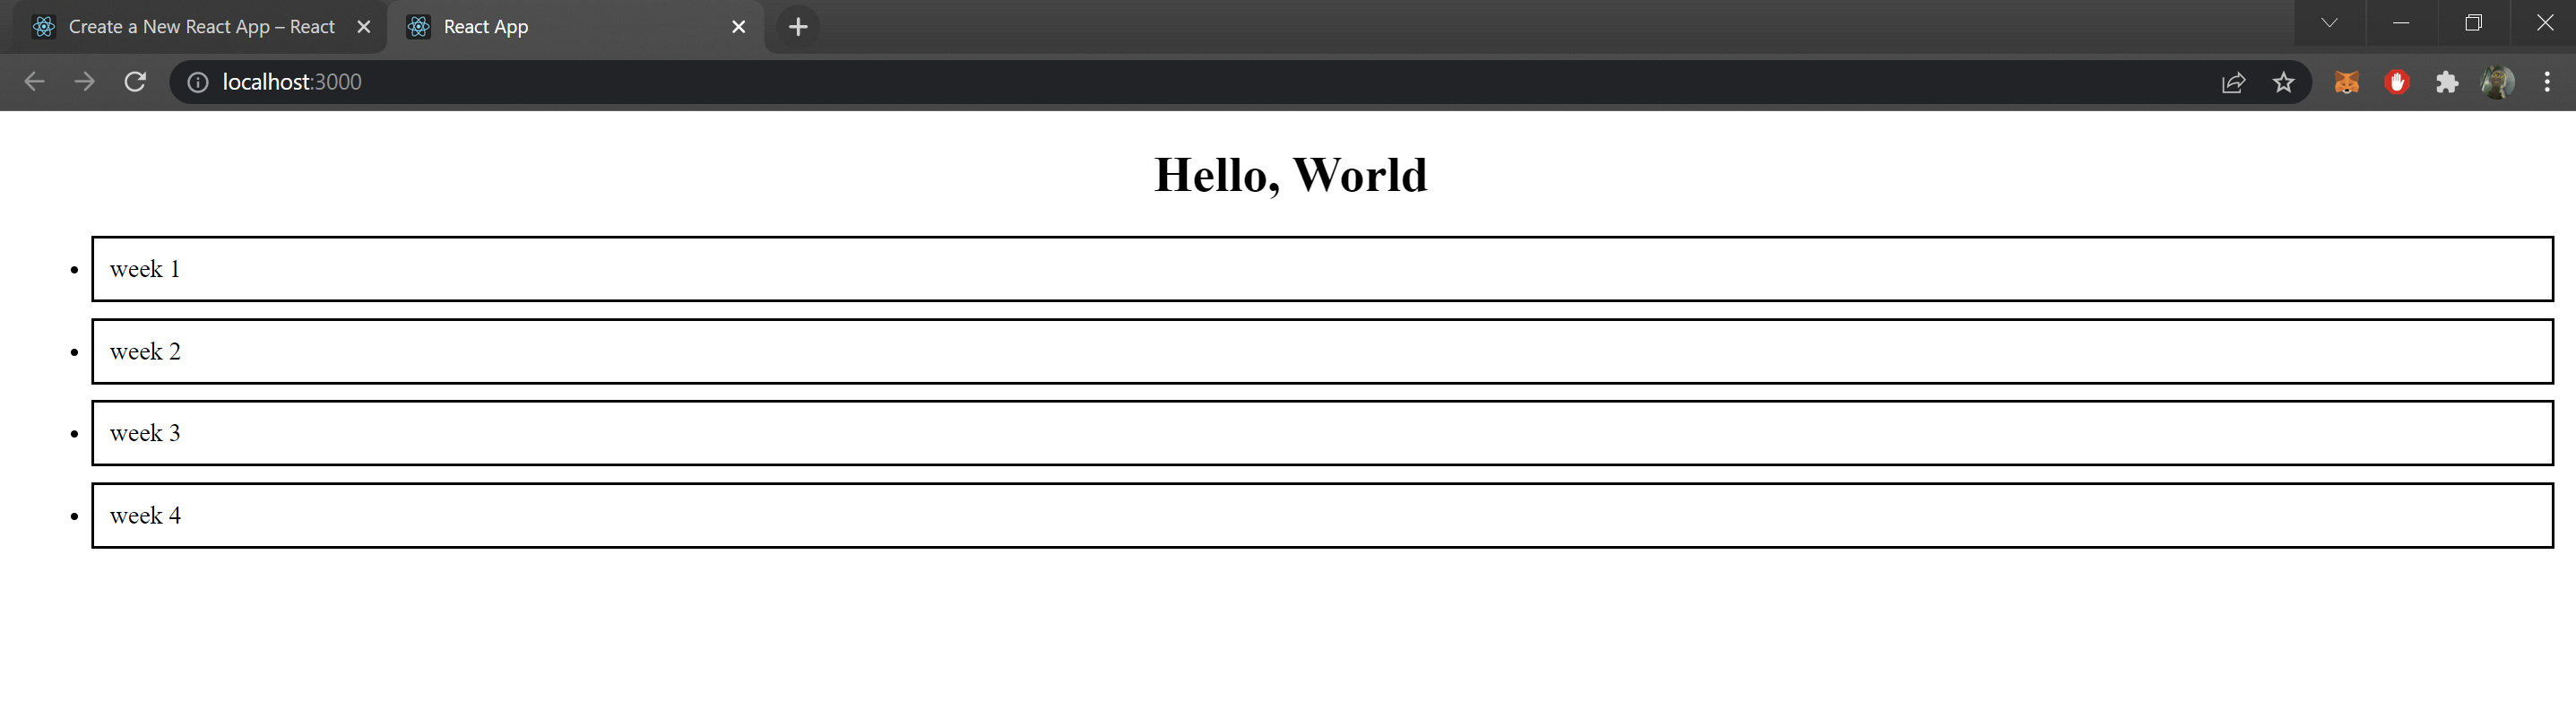 Create a New React App – React
React App
localhost:3000
Hello, World
week 1
week 2
week 3
week 4